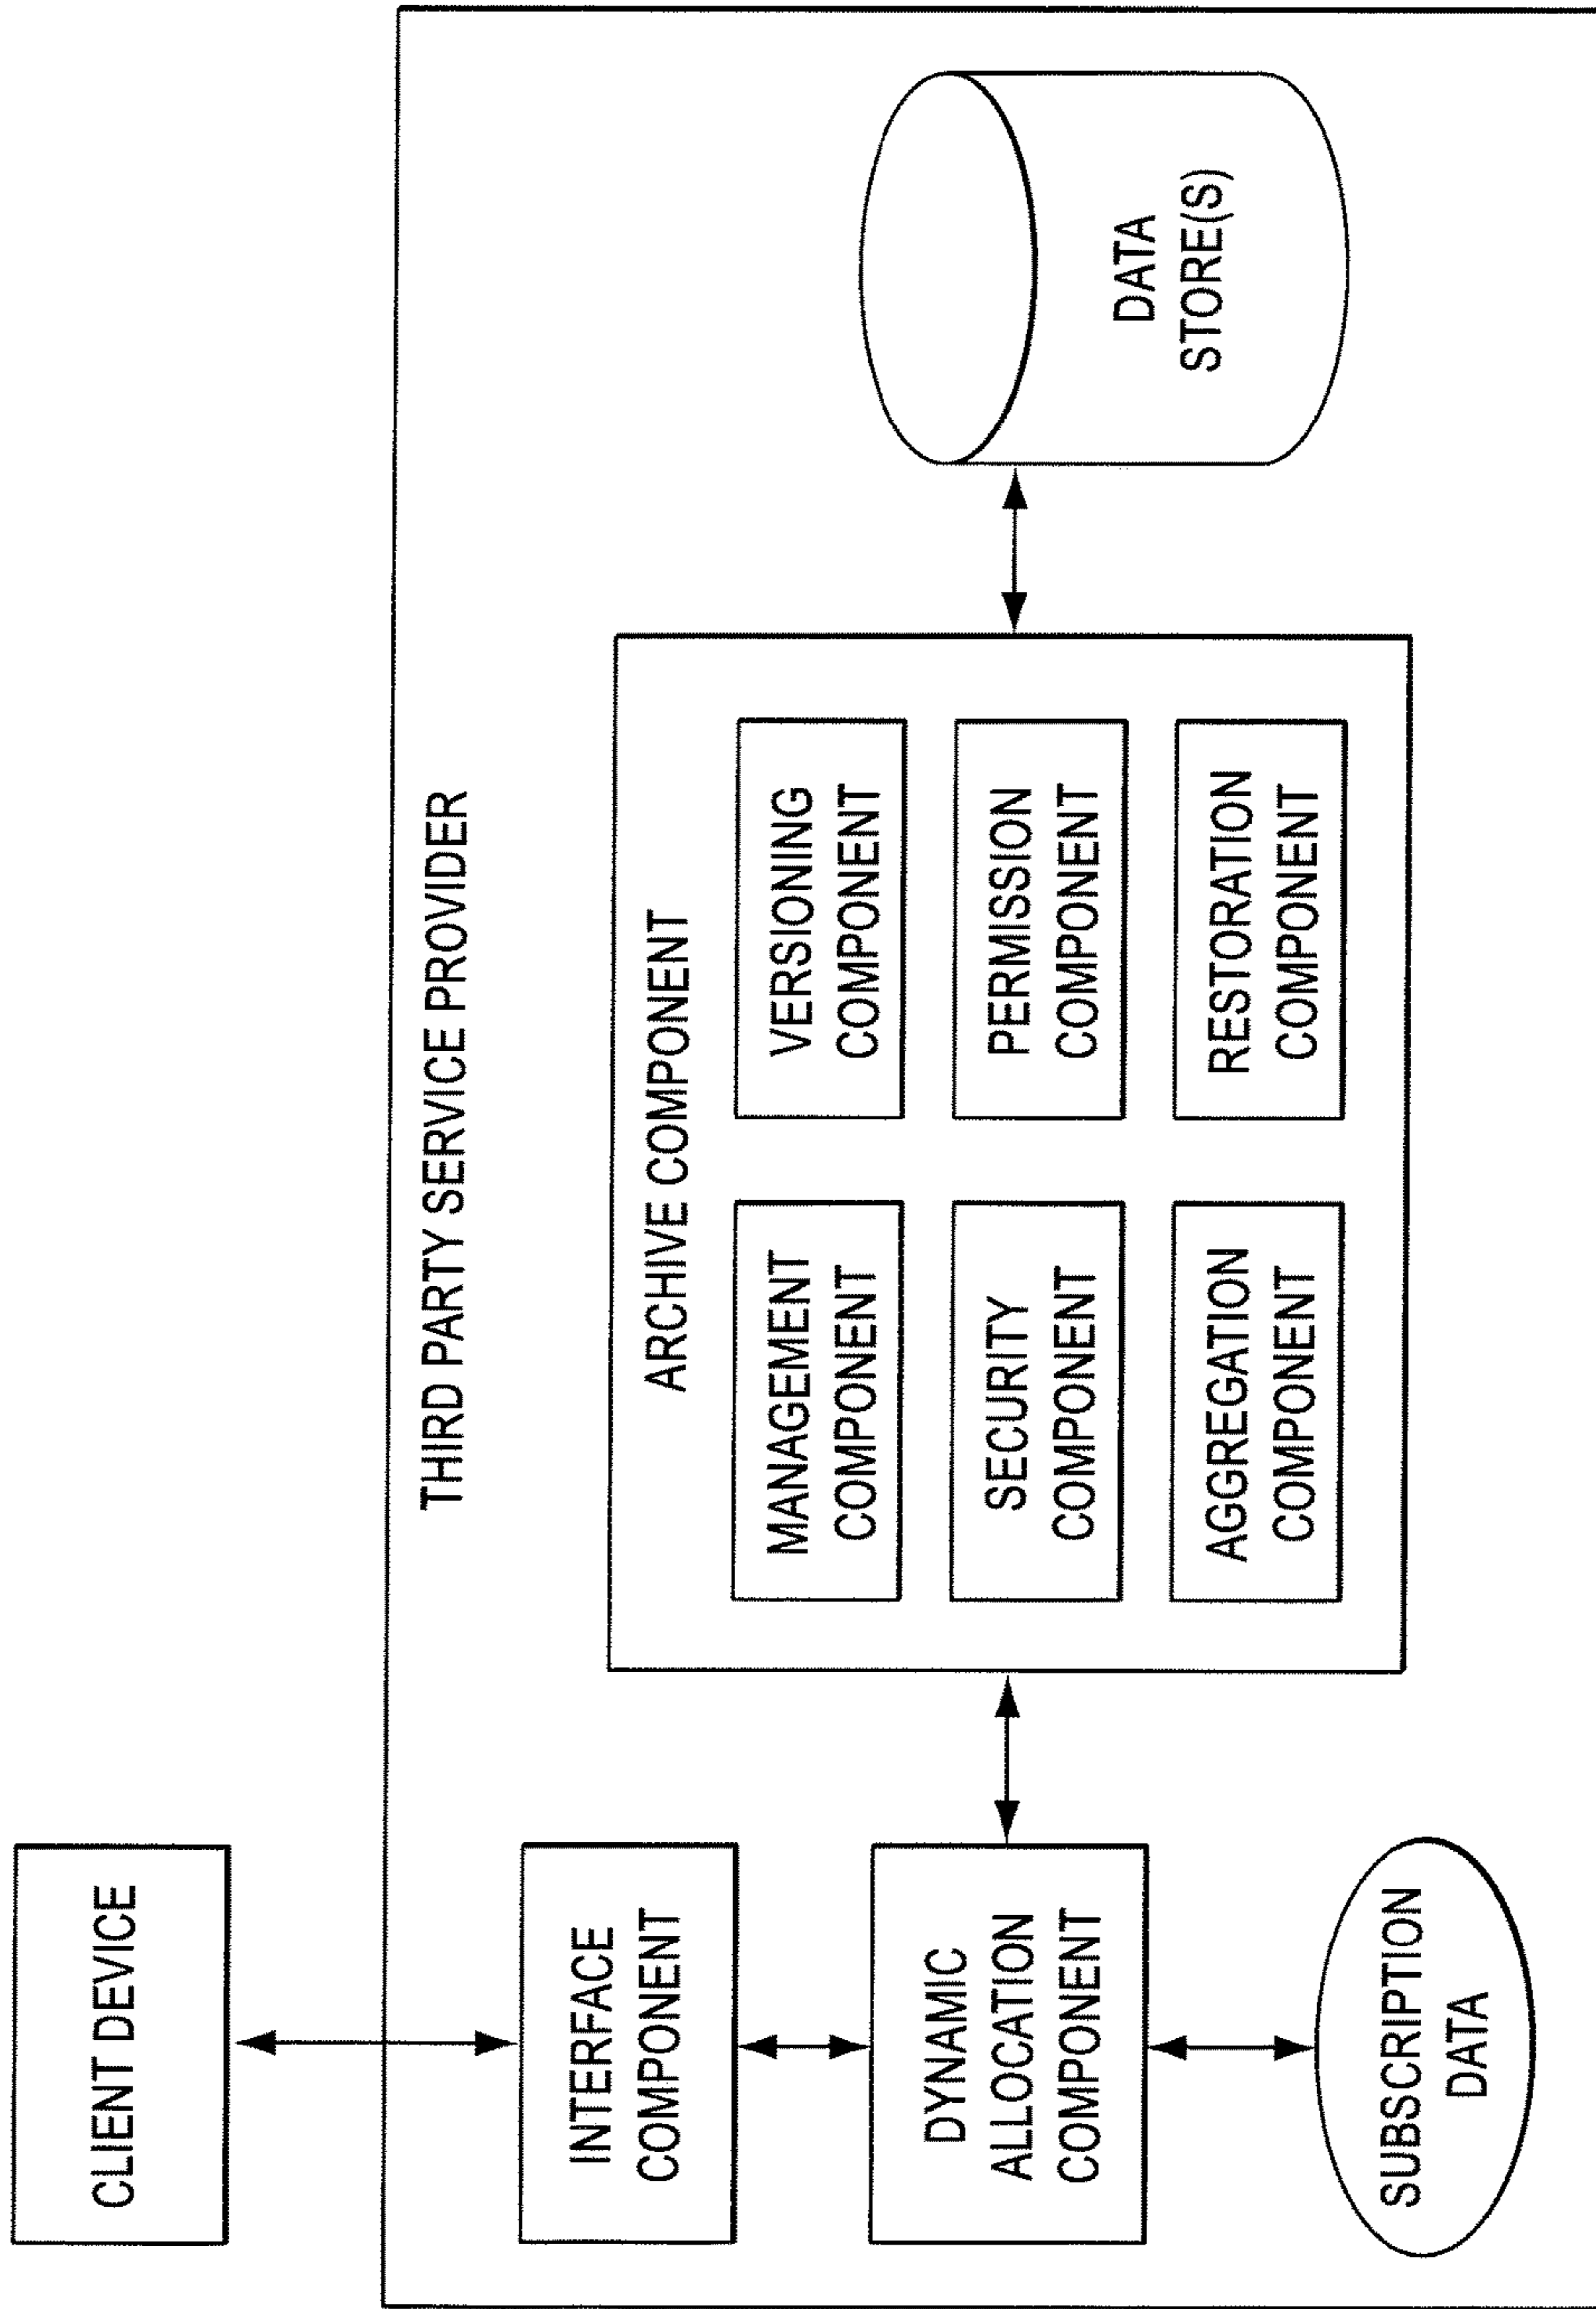 CLIENT DEVICE
THIRD PARTY SERVICE PROVIDER
INTERFACE
COMPONENT
DYNAMIC
ALLOCATION
COMPONENT
SUBSCRIPTION
DATA
ARCHIVE COMPONENT
MANAGEMENT
COMPONENT
VERSIONING
COMPONENT
SECURITY
COMPONENT
PERMISSION
COMPONENT
AGGREGATION
COMPONENT
RESTORATION
COMPONENT
DATA
STORE(S)